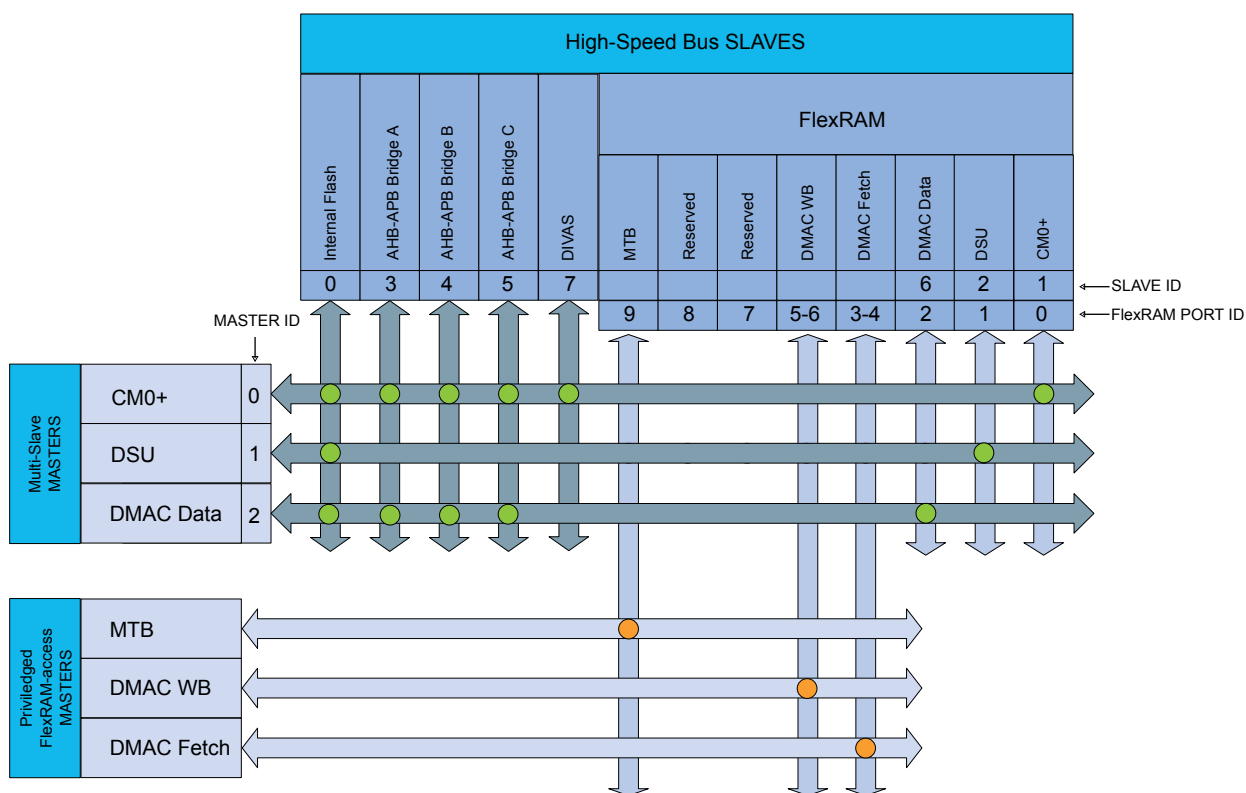 High-Speed Bus SLAVES
FlexRAM
Internal Flash
AHB-APB Bridge A
AHB-APB Bridge B
AHB-APB Bridge C
DIVAS
MTB
Reserved
Reserved
DMAC WB
DMAC Fetch
DMAC Data
DSU
CM0+
0 3 4 5 7 6 2 1 SLAVE ID
9 8 7 5-6 3-4 2 1 0 FlexRAM PORT ID
MASTER ID
Multi-Slave
MASTERS
CM0+ 0
DSU 1
DMAC Data 2
Priviledged
FlexRAM-access
MASTERS
MTB
DMAC WB
DMAC Fetch